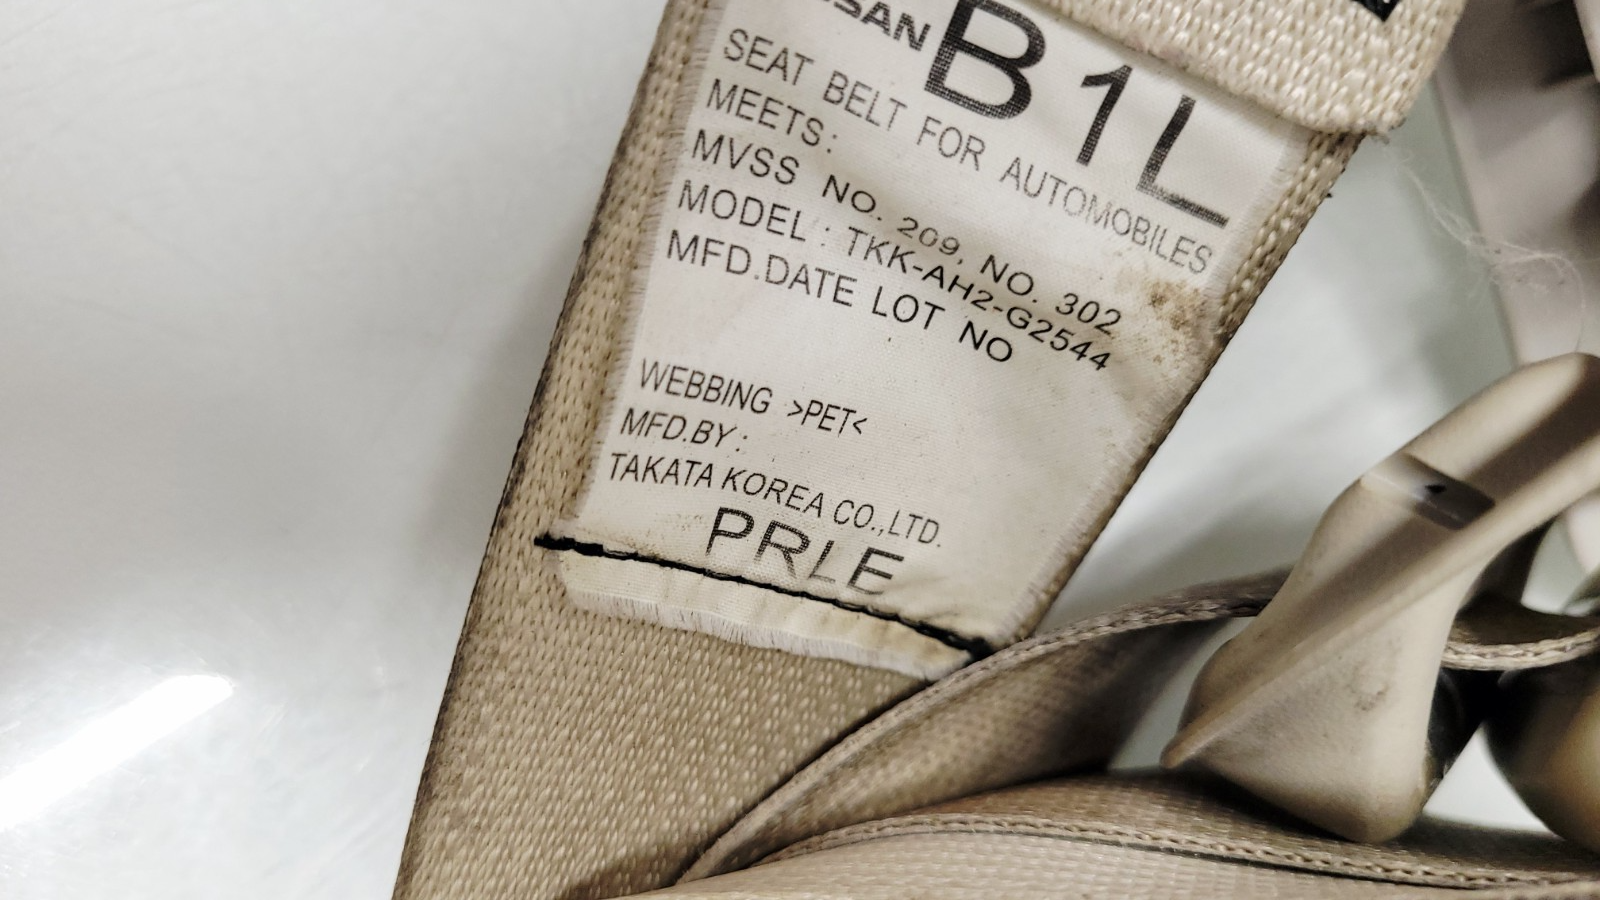 B1L
SEAT BELT FOR AUTOMOBILES
MEETS:
MVSS NO. 209, NO. 302
MODEL : TKK-AH2-G2544
MFD.DATE LOT NO
WEBBING >PET<
MFD.BY :
TAKATA KOREA CO.,LTD.
PRLE